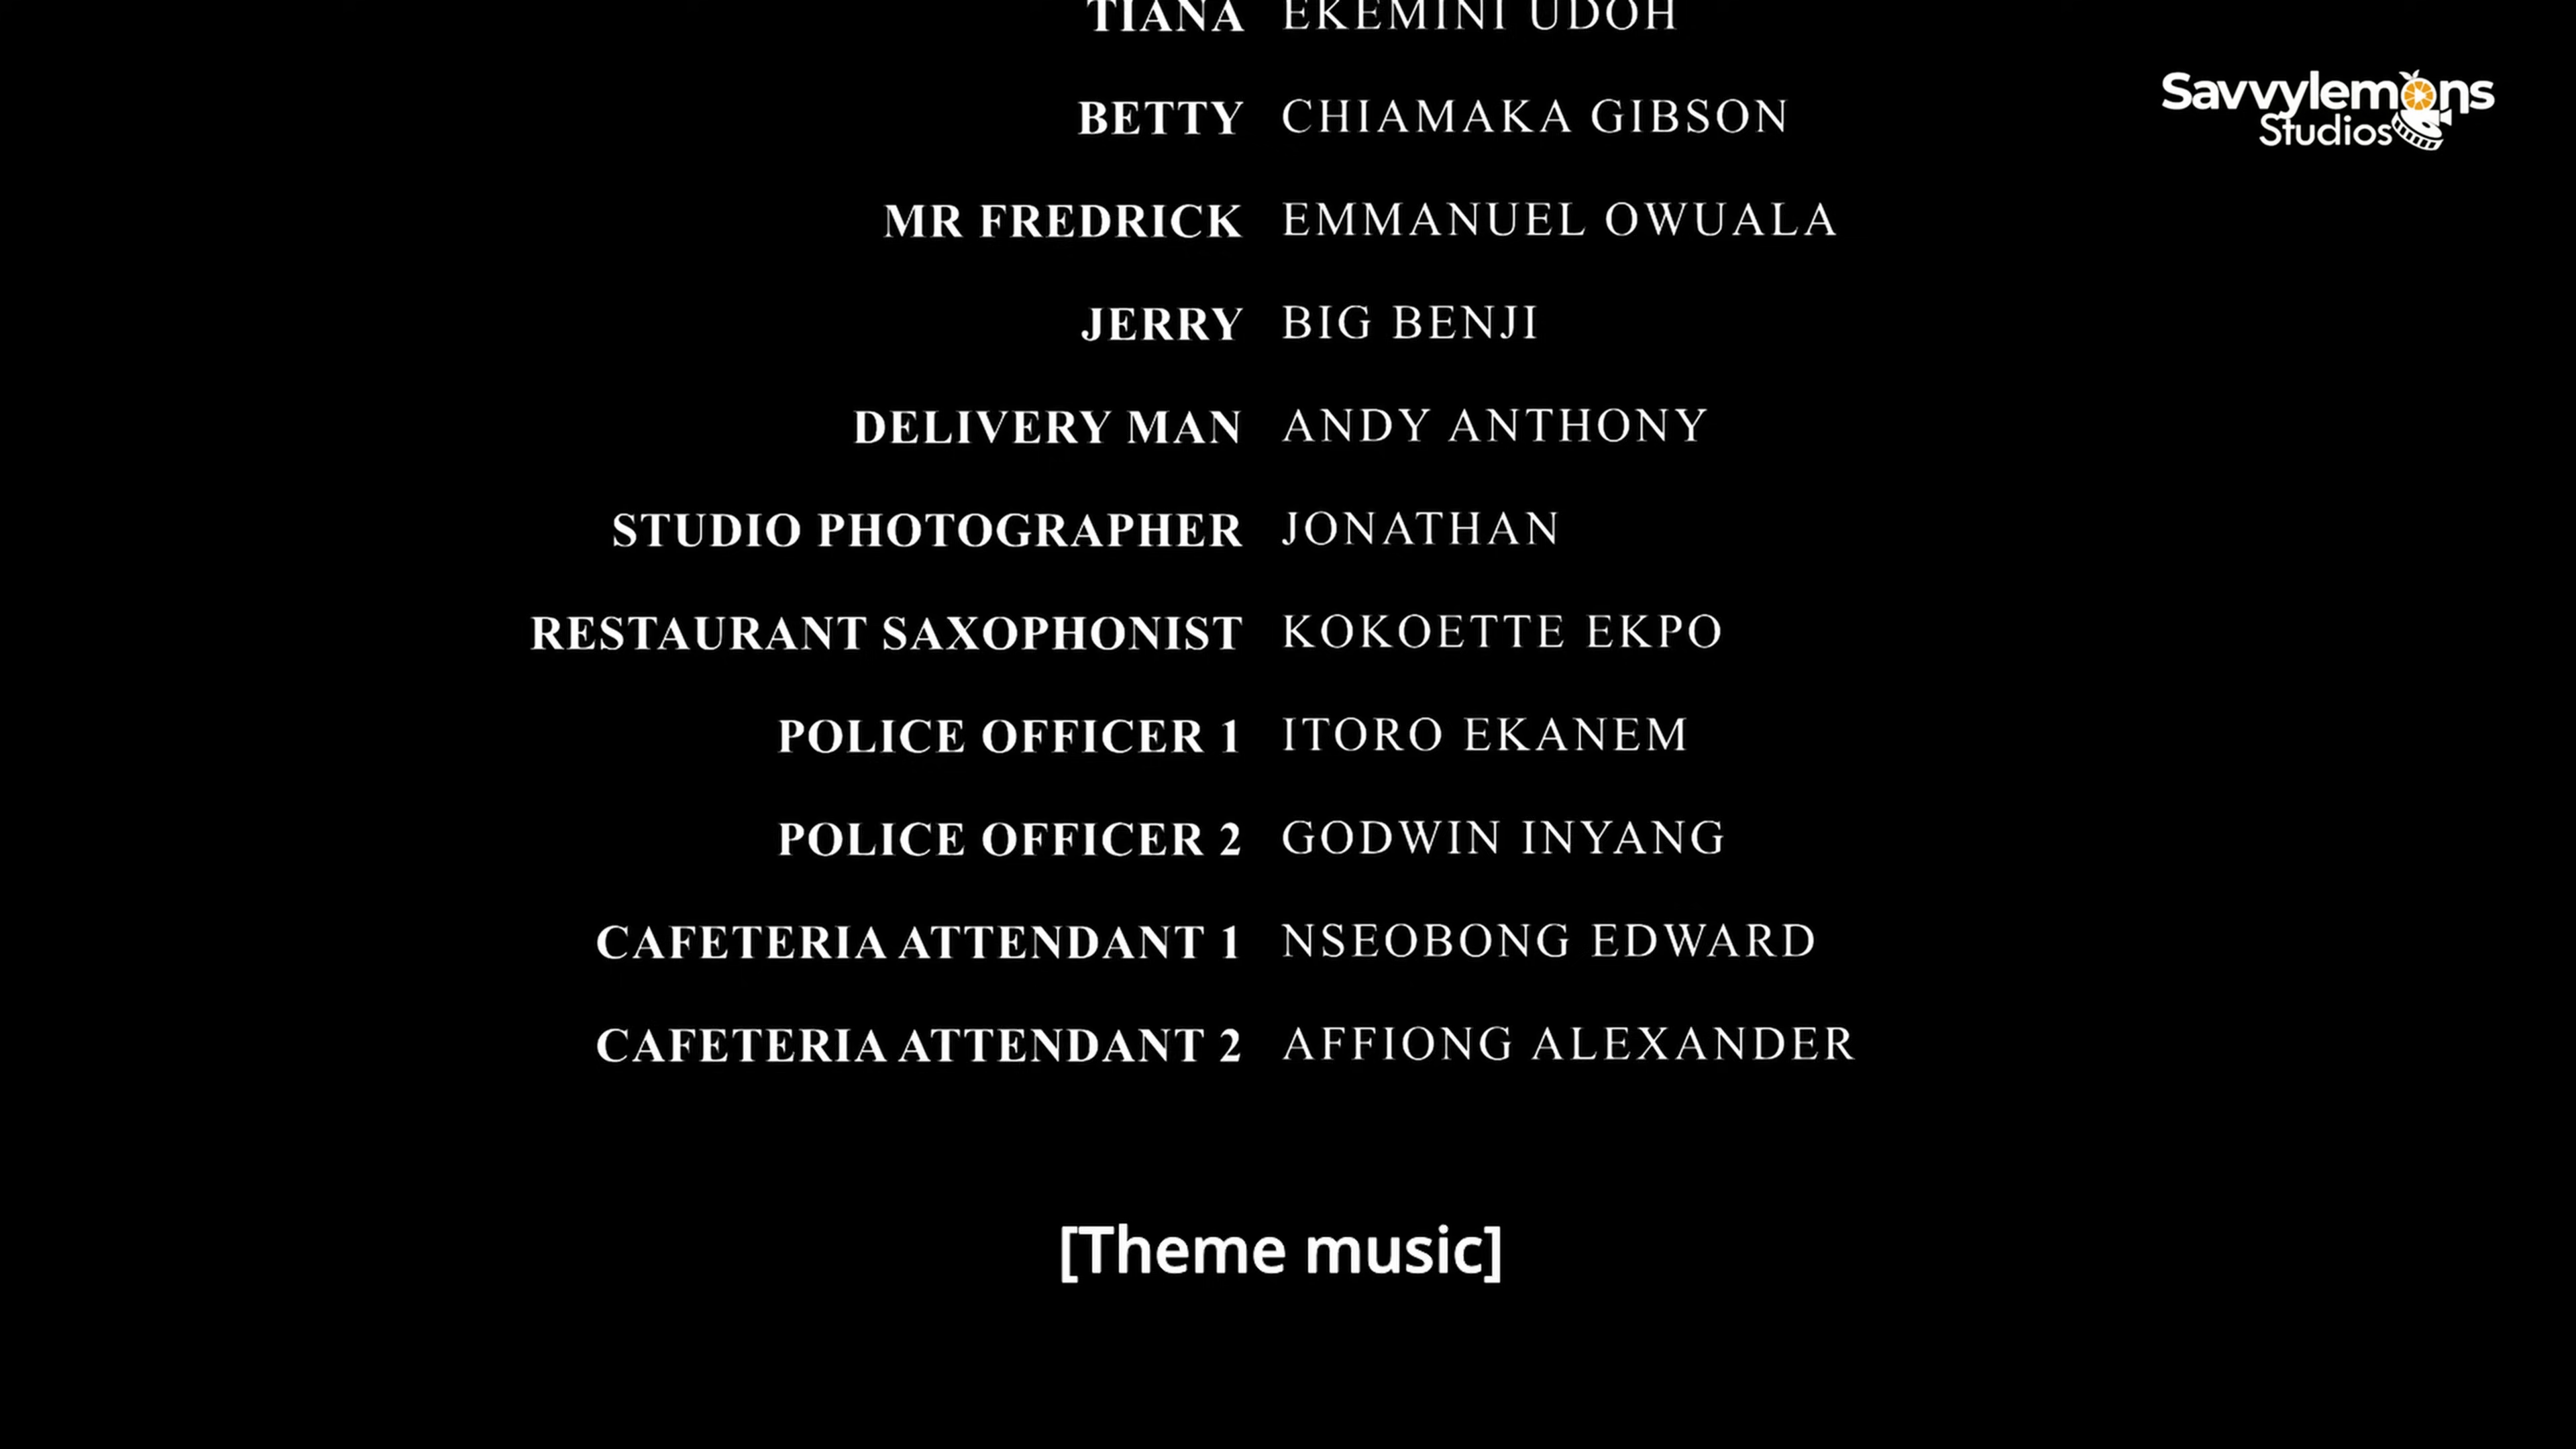 TIANA EKEMINI UDOH
Savvylemons
Studios
BETTY CHIAMAKA GIBSON
MR FREDRICK EMMANUEL OWUALA
JERRY BIG BENJI
DELIVERY MAN ANDY ANTHONY
STUDIO PHOTOGRAPHER JONATHAN
RESTAURANT SAXOPHONIST KOKOETTE EKPO
POLICE OFFICER 1 ITORO EKANEM
POLICE OFFICER 2 GODWIN INYANG
CAFETERIA ATTENDANT 1 NSEOBONG EDWARD
CAFETERIA ATTENDANT 2 AFFIONG ALEXANDER
[Theme music]